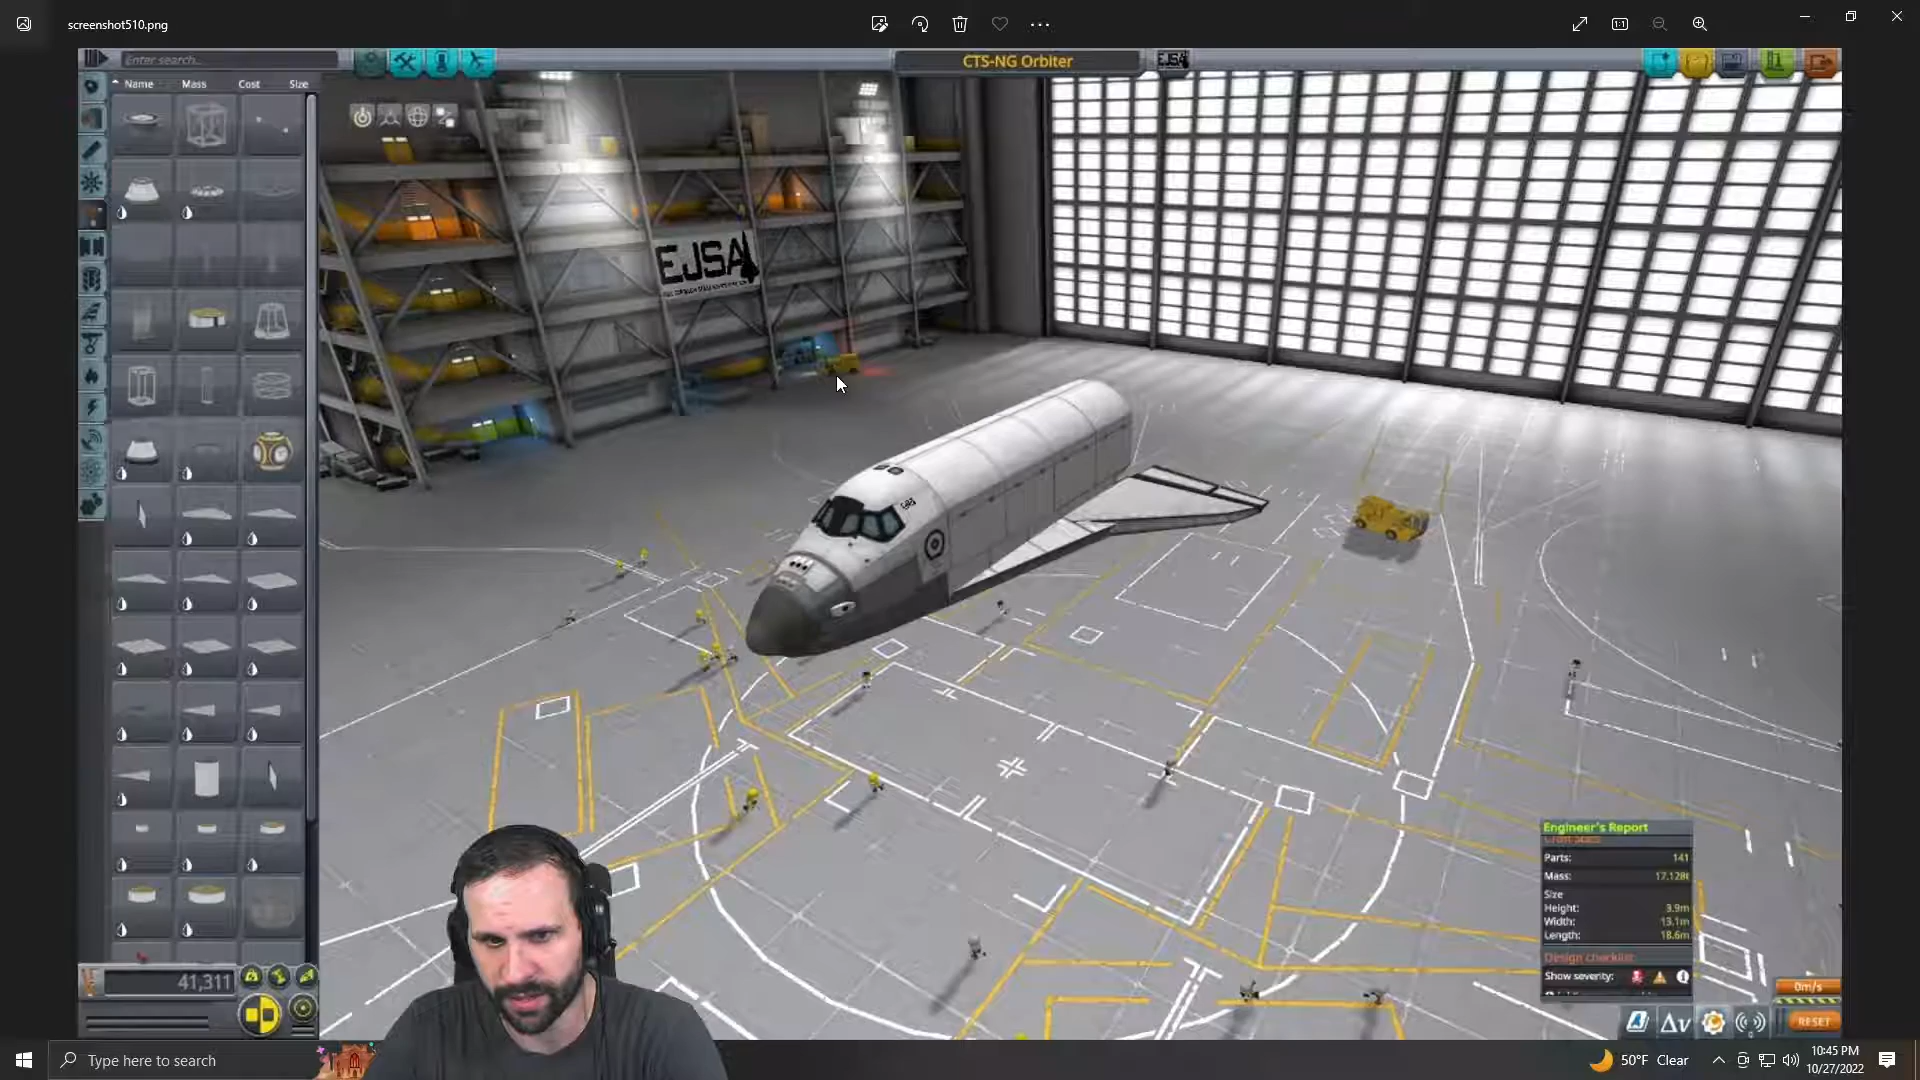 screenshot510.png
Enter search...
CTS-NG Orbiter
EJSA
Name Mass Cost Size
EJSA
Engineer's Report
Parts: 141
Mass: 17.128t
Size
Height: 3.9m
Width: 13.1m
Length: 18.6m
Design checklist
Show severity:
41,311
0m/s
Δv
RESET
Type here to search
50°F Clear
10:45 PM
10/27/2022